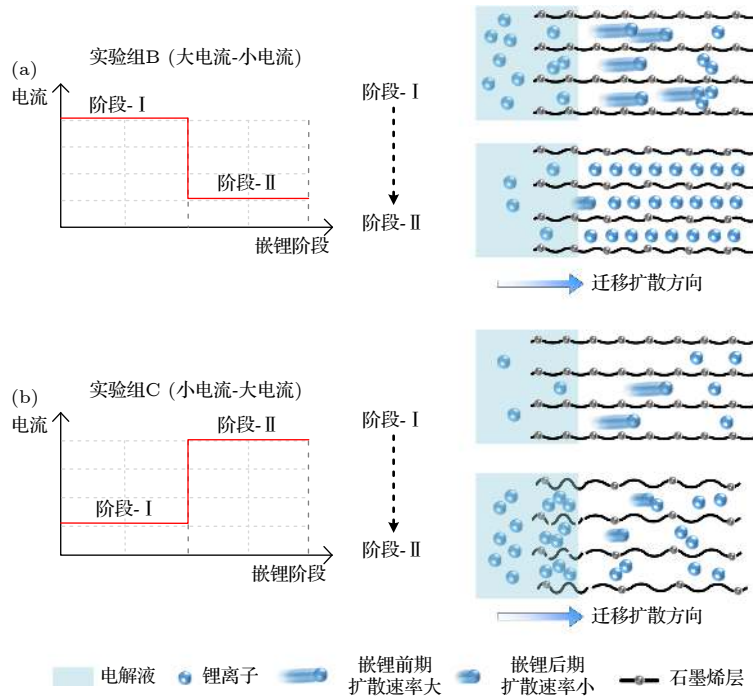 (a)
实验组B (大电流-小电流)
电流
阶段-Ⅰ
阶段-Ⅱ
嵌锂阶段
阶段-Ⅰ
阶段-Ⅱ
迁移扩散方向
(b)
实验组C (小电流-大电流)
电流
阶段-Ⅱ
阶段-Ⅰ
嵌锂阶段
阶段-Ⅰ
阶段-Ⅱ
迁移扩散方向
电解液
锂离子
嵌锂前期
扩散速率大
嵌锂后期
扩散速率小
石墨烯层